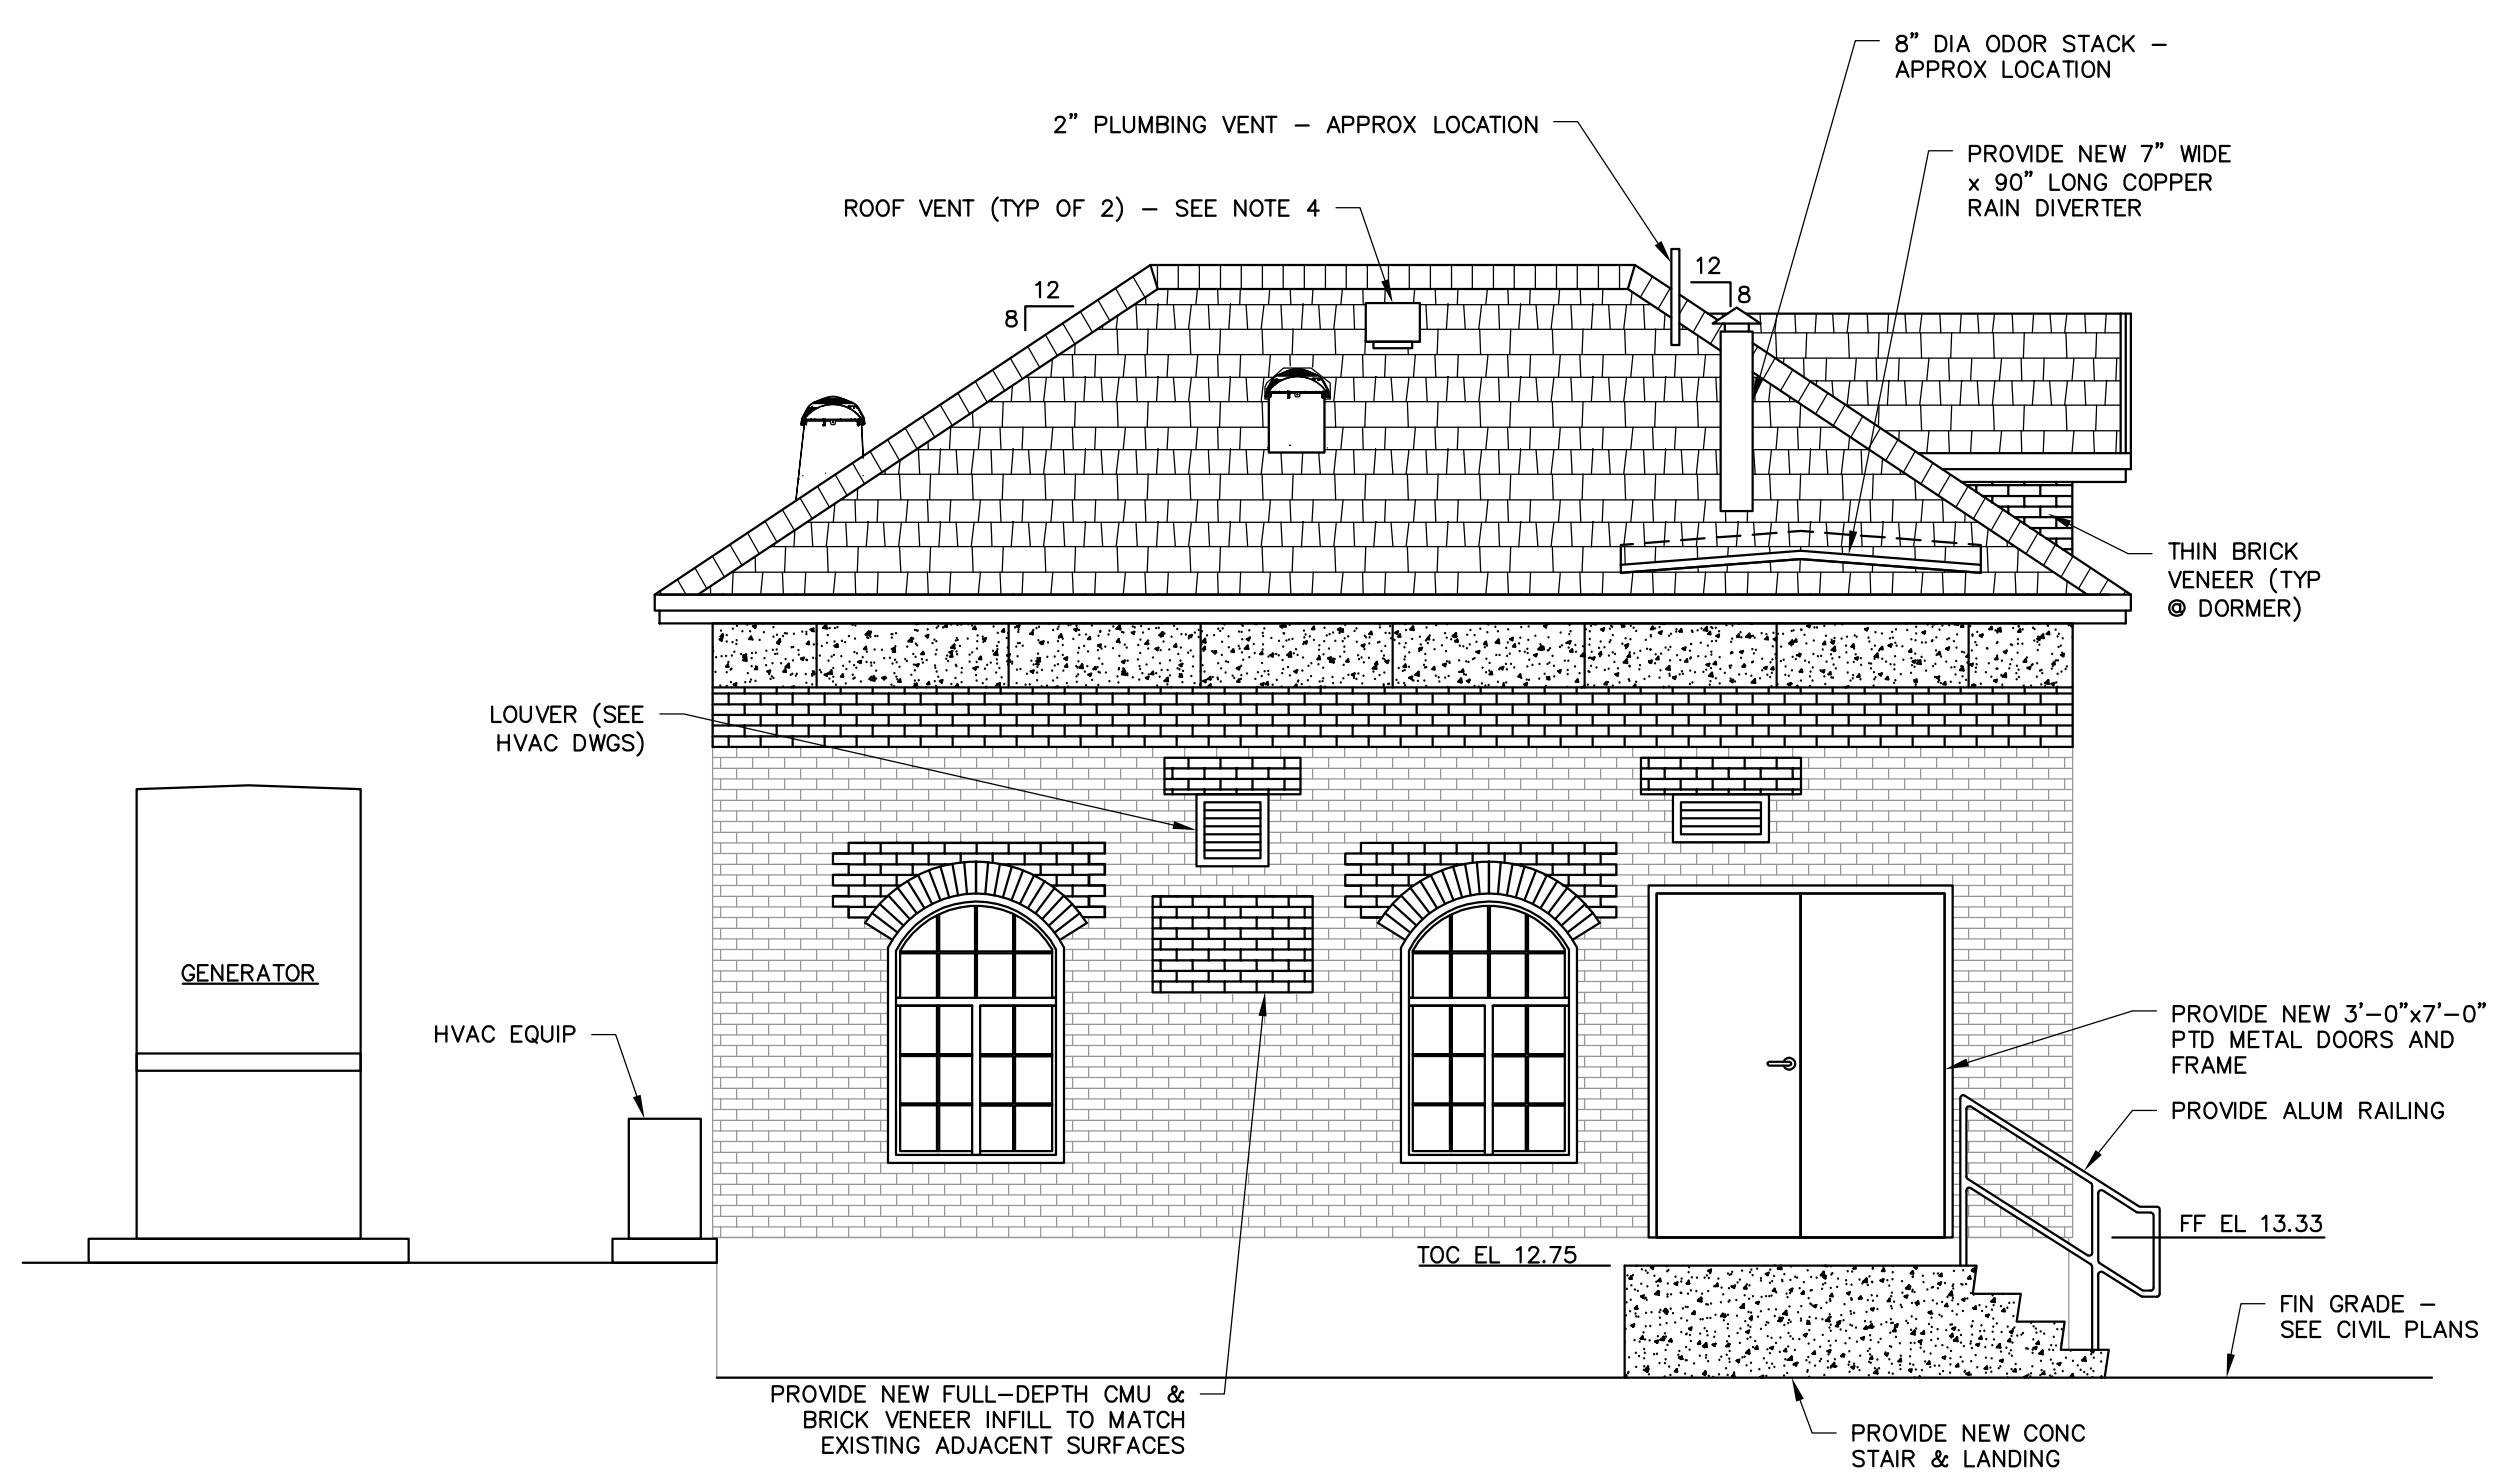 8" DIA ODOR STACK –
APPROX LOCATION
2" PLUMBING VENT – APPROX LOCATION
PROVIDE NEW 7" WIDE
x 90" LONG COPPER
RAIN DIVERTER
ROOF VENT (TYP OF 2) – SEE NOTE 4
12
8
12
8
THIN BRICK
VENEER (TYP
@ DORMER)
LOUVER (SEE
HVAC DWGS)
GENERATOR
HVAC EQUIP
PROVIDE NEW 3'–0"x7'–0"
PTD METAL DOORS AND
FRAME
PROVIDE ALUM RAILING
FF EL 13.33
TOC EL 12.75
FIN GRADE –
SEE CIVIL PLANS
PROVIDE NEW FULL–DEPTH CMU &
BRICK VENEER INFILL TO MATCH
EXISTING ADJACENT SURFACES
PROVIDE NEW CONC
STAIR & LANDING